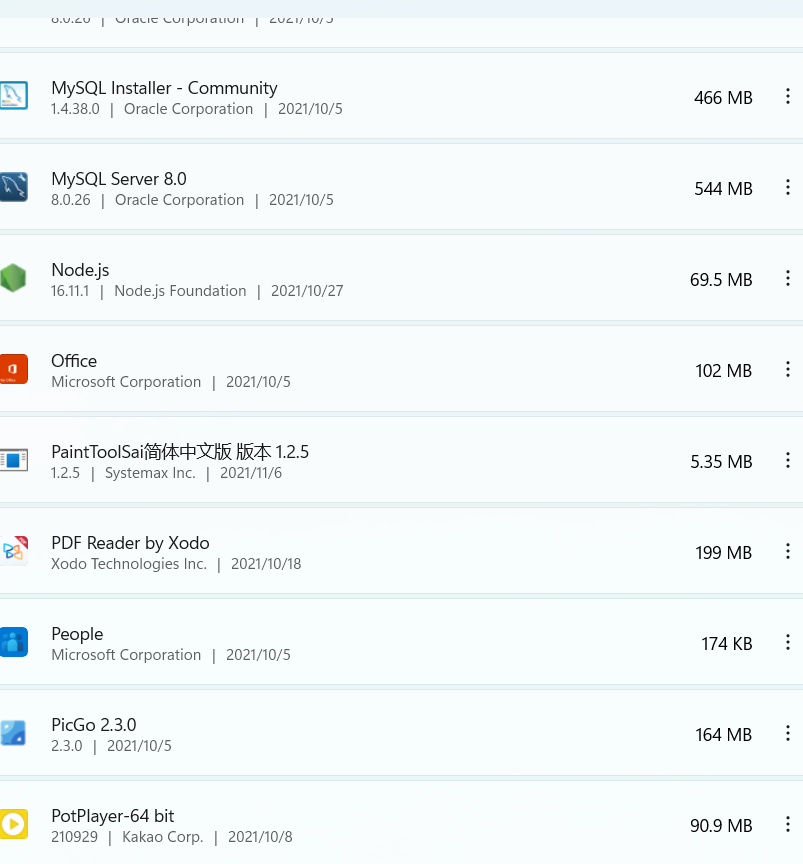 8.0.26 | Oracle Corporation | 2021/10/5
MySQL Installer - Community
1.4.38.0 | Oracle Corporation | 2021/10/5
466 MB
MySQL Server 8.0
8.0.26 | Oracle Corporation | 2021/10/5
544 MB
Node.js
16.11.1 | Node.js Foundation | 2021/10/27
69.5 MB
Office
Microsoft Corporation | 2021/10/5
102 MB
PaintToolSai简体中文版 版本 1.2.5
1.2.5 | Systemax Inc. | 2021/11/6
5.35 MB
PDF Reader by Xodo
Xodo Technologies Inc. | 2021/10/18
199 MB
People
Microsoft Corporation | 2021/10/5
174 KB
PicGo 2.3.0
2.3.0 | 2021/10/5
164 MB
PotPlayer-64 bit
210929 | Kakao Corp. | 2021/10/8
90.9 MB